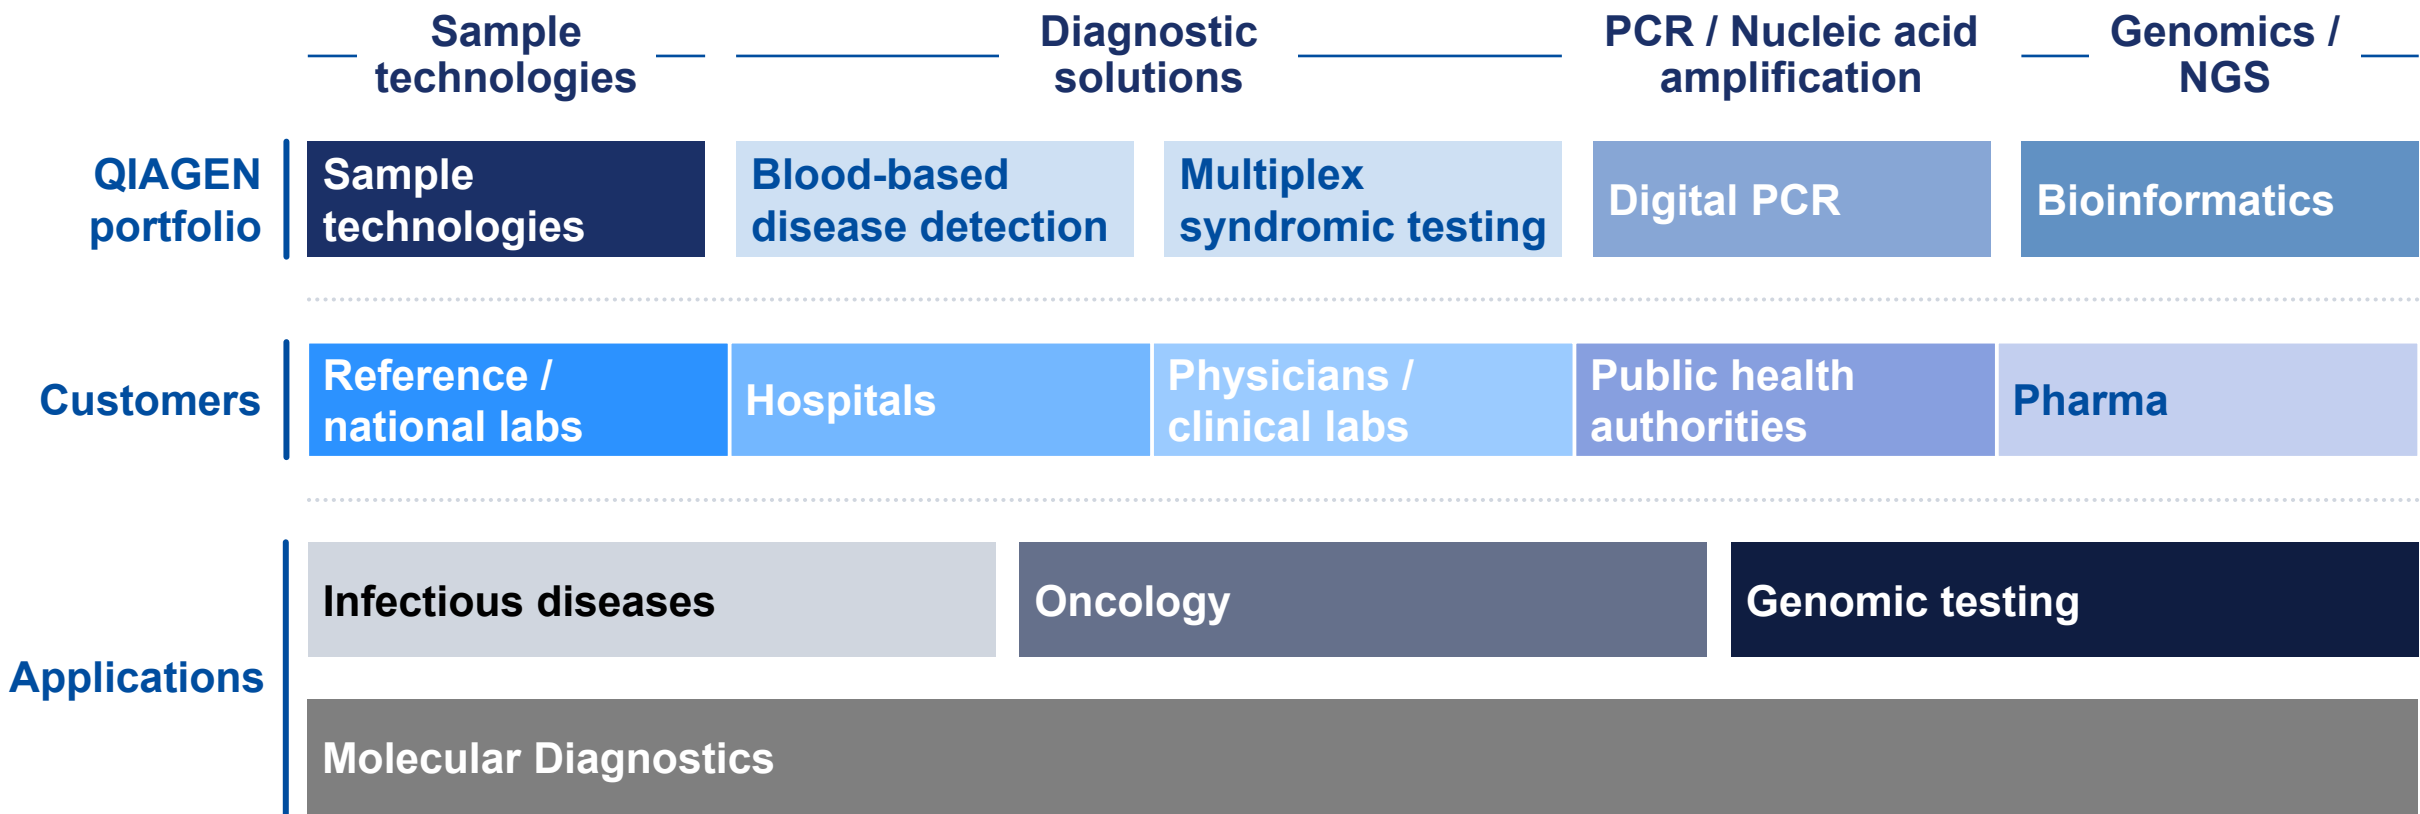 Sample
technologies
Diagnostic
solutions
PCR / Nucleic acid
amplification
Genomics /
NGS
QIAGEN
portfolio
Sample
technologies
Blood-based
disease detection
Multiplex
syndromic testing
Digital PCR
Bioinformatics
Customers
Reference /
national labs
Hospitals
Physicians /
clinical labs
Public health
authorities
Pharma
Applications
Infectious diseases
Oncology
Genomic testing
Molecular Diagnostics